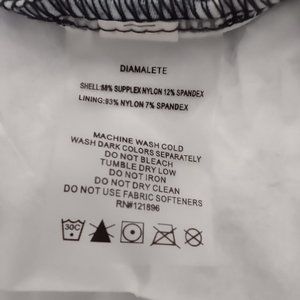 DIAMALETE
SHELL:88% SUPPLEX NYLON 12% SPANDEX
LINING:93% NYLON 7% SPANDEX
MACHINE WASH COLD
WASH DARK COLORS SEPARATELY
DO NOT BLEACH
TUMBLE DRY LOW
DO NOT IRON
DO NOT DRY CLEAN
DO NOT USE FABRIC SOFTENERS
RN#121896
30C